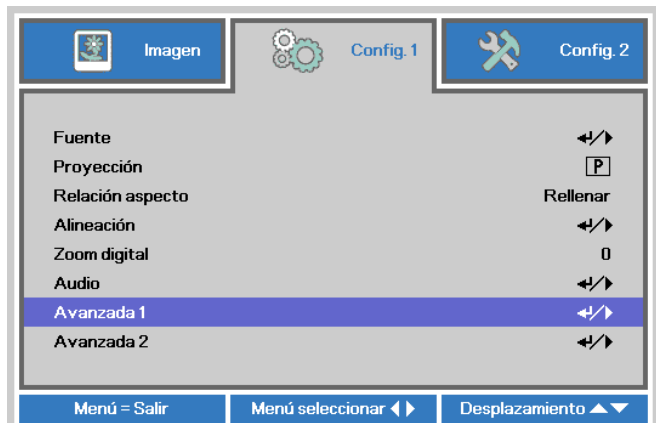 Imagen
Config. 1
Config. 2
Fuente
Proyección P
Relación aspecto Rellenar
Alineación
Zoom digital 0
Audio
Avanzada 1
Avanzada 2
Menú = Salir
Menú seleccionar
Desplazamiento